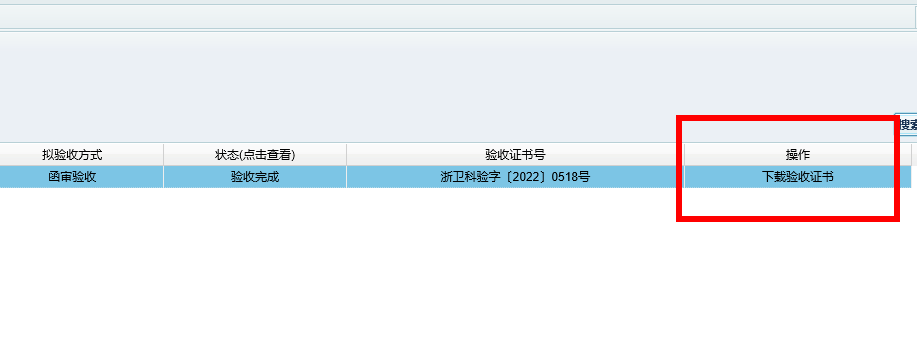 搜索
拟验收方式 状态(点击查看) 验收证书号 操作
函审验收 验收完成 浙卫科验字〔2022〕0518号 下载验收证书